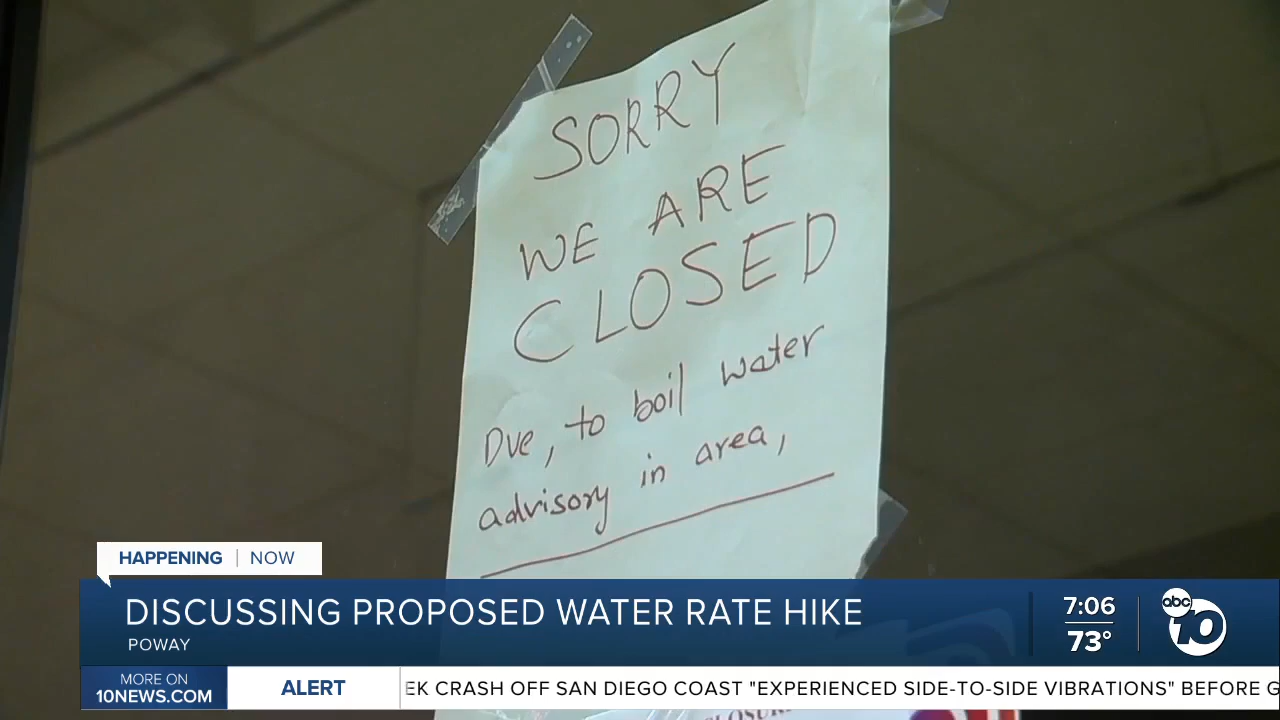 SORRY
WE ARE
CLOSED
Due, to boil water
advisory in area,
HAPPENING | NOW
DISCUSSING PROPOSED WATER RATE HIKE
POWAY
7:06
73°
abc
10
MORE ON
10NEWS.COM
ALERT
EK CRASH OFF SAN DIEGO COAST "EXPERIENCED SIDE-TO-SIDE VIBRATIONS" BEFORE G